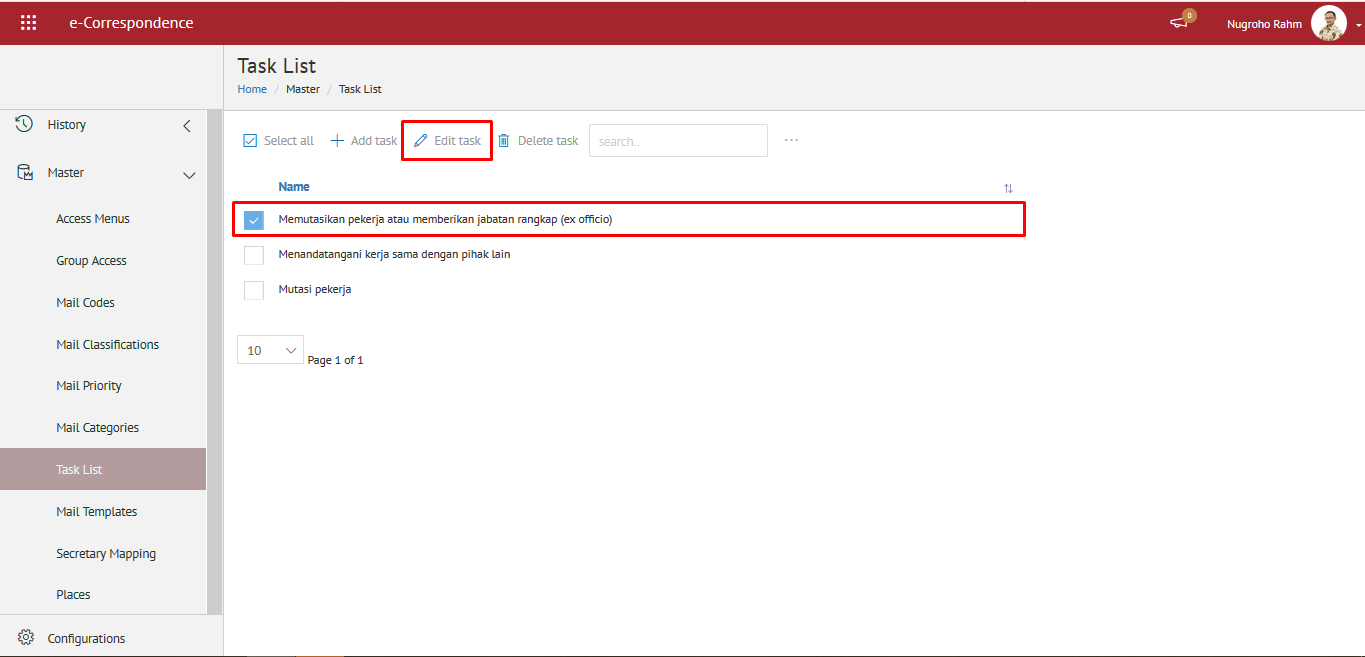 e-Correspondence
0
Nugroho Rahm
Task List
Home / Master / Task List
History
Master
Access Menus
Group Access
Mail Codes
Mail Classifications
Mail Priority
Mail Categories
Task List
Mail Templates
Secretary Mapping
Places
Configurations
Select all Add task Edit task Delete task search.. ...
Name
Memutasikan pekerja atau memberikan jabatan rangkap (ex officio)
Menandatangani kerja sama dengan pihak lain
Mutasi pekerja
10 Page 1 of 1